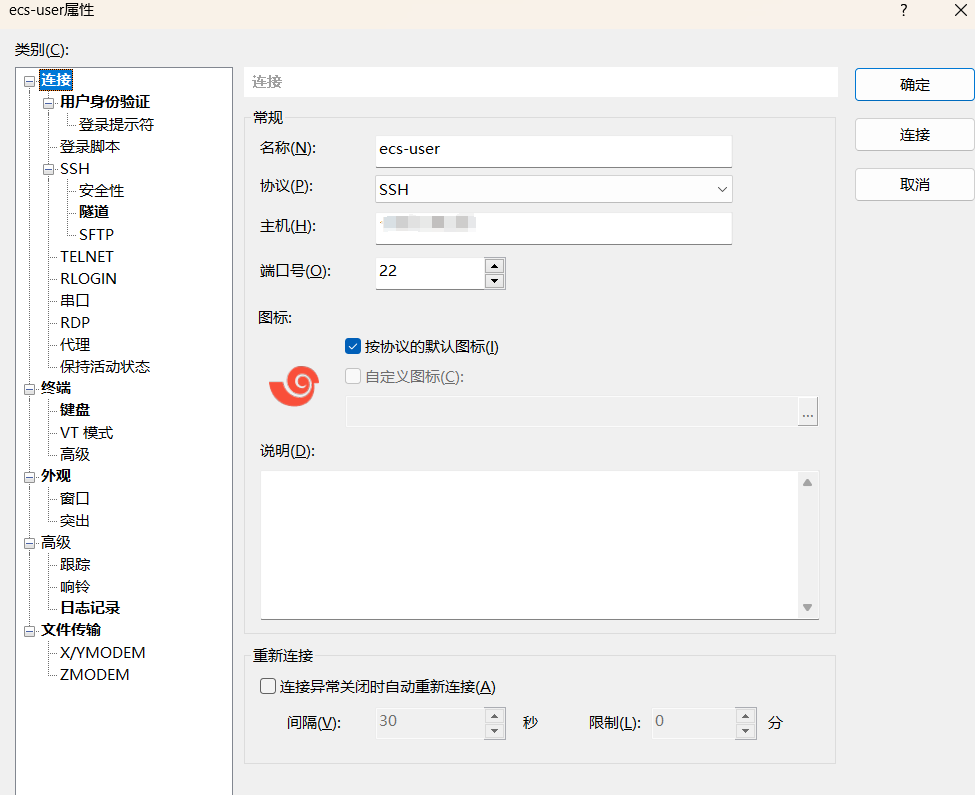 ecs-user属性
?
类别(C):
连接
用户身份验证
登录提示符
登录脚本
SSH
安全性
隧道
SFTP
TELNET
RLOGIN
串口
RDP
代理
保持活动状态
终端
键盘
VT 模式
高级
外观
窗口
突出
高级
跟踪
响铃
日志记录
文件传输
X/YMODEM
ZMODEM
连接
常规
名称(N): ecs-user
协议(P): SSH
主机(H):
端口号(O): 22
图标:
按协议的默认图标(I)
自定义图标(C):
...
说明(D):
重新连接
连接异常关闭时自动重新连接(A)
间隔(V): 30 秒 限制(L): 0 分
确定
连接
取消